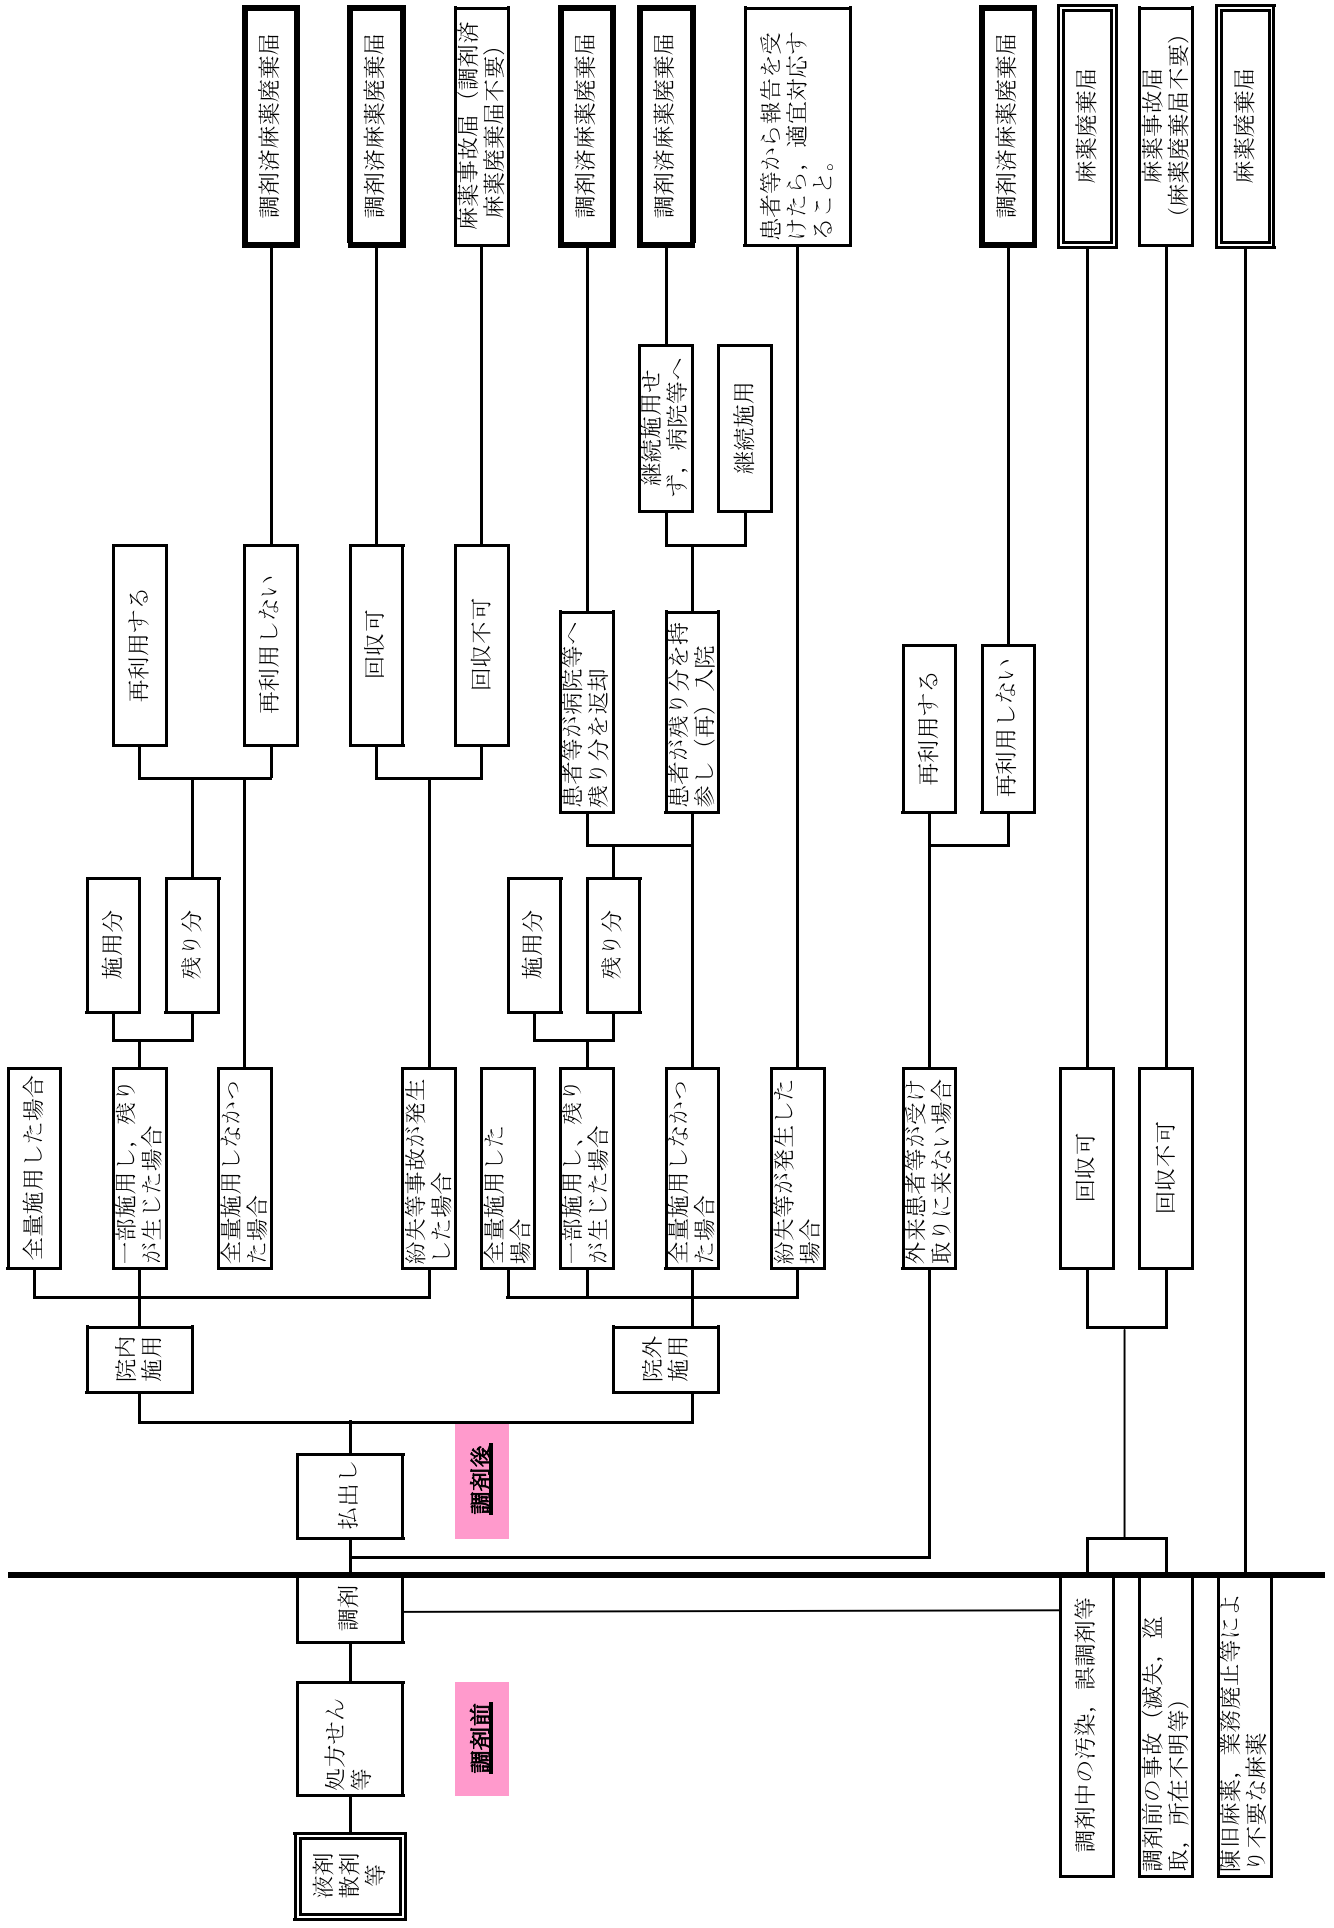 液剤
散剤
等
処方せん
等
調剤
払出し
調剤前
調剤後
院内
施用
院外
施用
全量施用した場合
一部施用し，残り
が生じた場合
全量施用しなかっ
た場合
紛失等事故が発生
した場合
全量施用した
場合
一部施用し、残り
が生じた場合
全量施用しなかっ
た場合
紛失等が発生した
場合
外来患者等が受け
取りに来ない場合
回収可
回収不可
施用分
残り分
施用分
残り分
再利用する
再利用しない
回収可
回収不可
患者等が病院等へ
残り分を返却
患者が残り分を持
参し（再）入院
再利用する
再利用しない
継続施用せ
ず，病院等へ
継続施用
調剤済麻薬廃棄届
調剤済麻薬廃棄届
麻薬事故届（調剤済
麻薬廃棄届不要）
調剤済麻薬廃棄届
調剤済麻薬廃棄届
患者等から報告を受
けたら，適宜対応す
ること。
調剤済麻薬廃棄届
麻薬廃棄届
麻薬事故届
（麻薬廃棄届不要）
麻薬廃棄届
調剤中の汚染，誤調剤等
調剤前の事故（滅失，盗
取，所在不明等）
陳旧麻薬，業務廃止等によ
り不要な麻薬